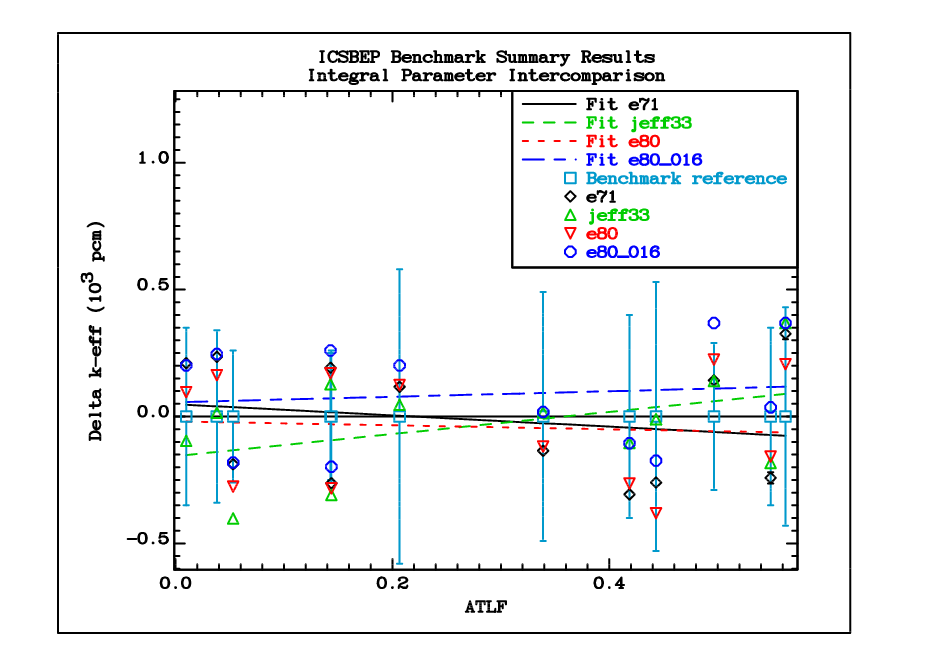 ICSBEP Benchmark Summary Results
Integral Parameter Intercomparison
Fit e71
Fit jeff33
Fit e80
Fit e80_016
Benchmark reference
e71
jeff33
e80
e80_016
Delta k-eff (10³ pcm)
1.0
0.5
0.0
−0.5
0.0 0.2 0.4
ATLF